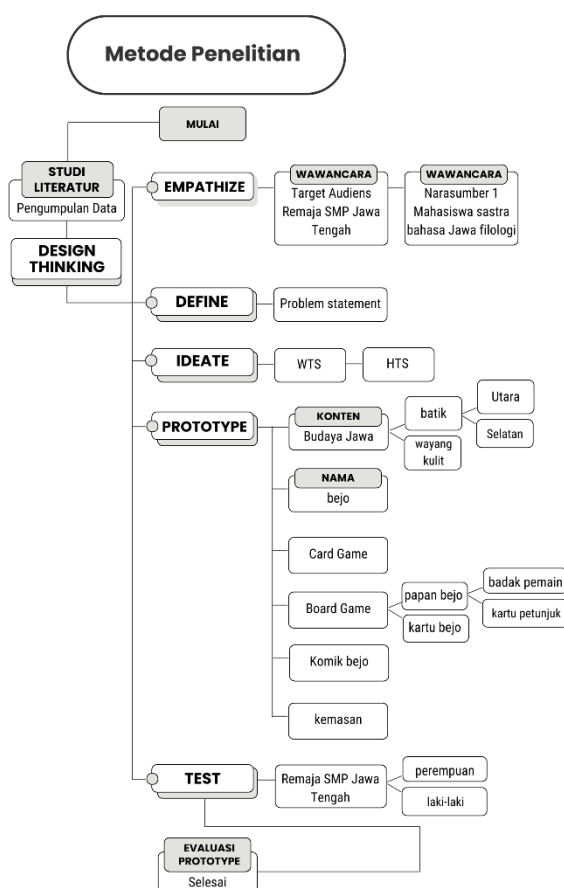 Metode Penelitian
MULAI
STUDI
LITERATUR
Pengumpulan Data
DESIGN
THINKING
EMPATHIZE
WAWANCARA
Target Audiens
Remaja SMP Jawa
Tengah
WAWANCARA
Narasumber 1
Mahasiswa sastra
bahasa Jawa filologi
DEFINE
Problem statement
IDEATE
WTS
HTS
PROTOTYPE
KONTEN
Budaya Jawa
batik
Utara
Selatan
wayang
kulit
NAMA
bejo
Card Game
Board Game
papan bejo
badak pemain
kartu petunjuk
kartu bejo
Komik bejo
kemasan
TEST
Remaja SMP Jawa
Tengah
perempuan
laki-laki
EVALUASI
PROTOTYPE
Selesai